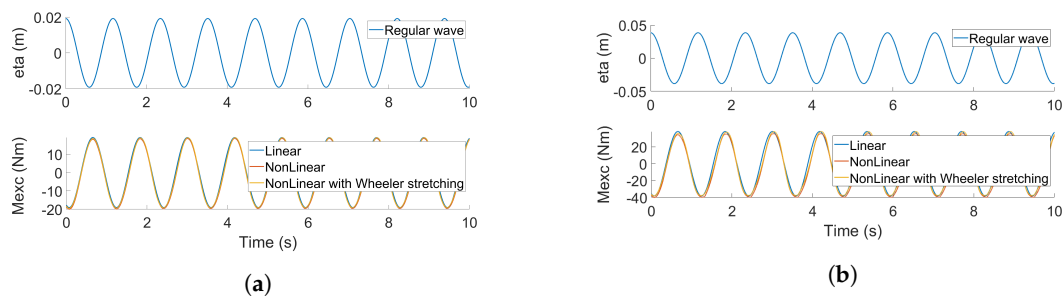 0.02
0
-0.02
eta (m)
Regular wave
0 2 4 6 8 10
10
0
-10
-20
Mexc (Nm)
Linear
NonLinear
NonLinear with Wheeler stretching
0 2 4 6 8 10
Time (s)
(a)
0.05
0
-0.05
eta (m)
Regular wave
0 2 4 6 8 10
20
0
-20
-40
Mexc (Nm)
Linear
NonLinear
NonLinear with Wheeler stretching
0 2 4 6 8 10
Time (s)
(b)